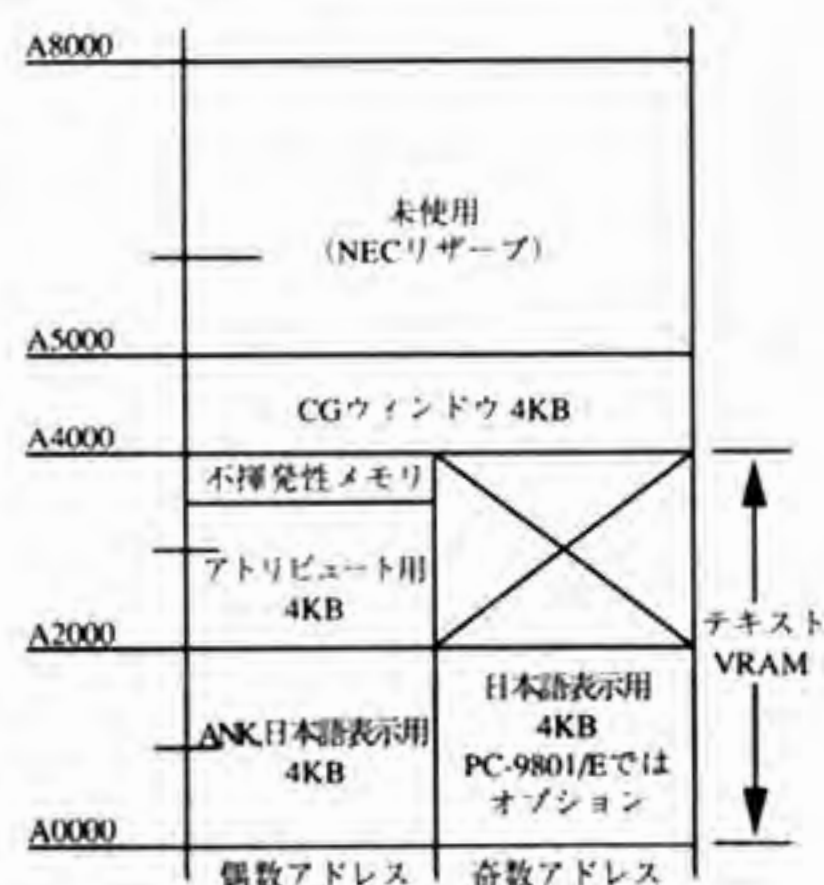 A8000
未使用
(NECリザーブ)
A5000
CGウィンドウ 4KB
A4000
不揮発性メモリ
アトリビュート用
4KB
A2000
テキスト
VRAM
日本語表示用
4KB
PC-9801/Eでは
オプション
ANK,日本語表示用
4KB
A0000
偶数アドレス
奇数アドレス